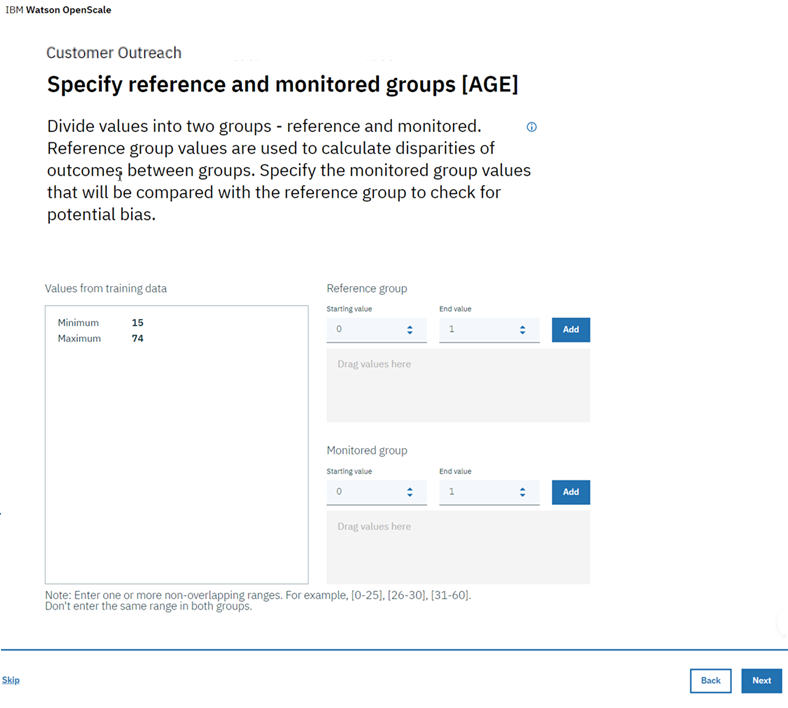 IBM Watson OpenScale
Customer Outreach
Specify reference and monitored groups [AGE]
Divide values into two groups - reference and monitored.
Reference group values are used to calculate disparities of
outcomes between groups. Specify the monitored group values
that will be compared with the reference group to check for
potential bias.
Values from training data
Minimum 15
Maximum 74
Reference group
Starting value End value
0 1 Add
Drag values here
Monitored group
Starting value End value
0 1 Add
Drag values here
Note: Enter one or more non-overlapping ranges. For example, [0-25], [26-30], [31-60].
Don't enter the same range in both groups.
Skip Back Next